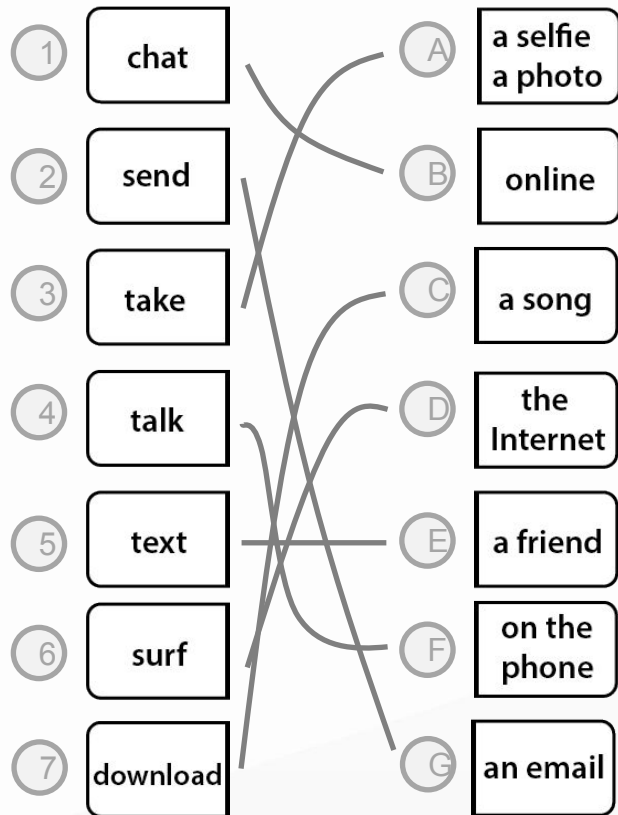 1 chat A a selfie
a photo
2 send B online
3 take C a song
4 talk D the
Internet
5 text E a friend
6 surf F on the
phone
7 download G an email